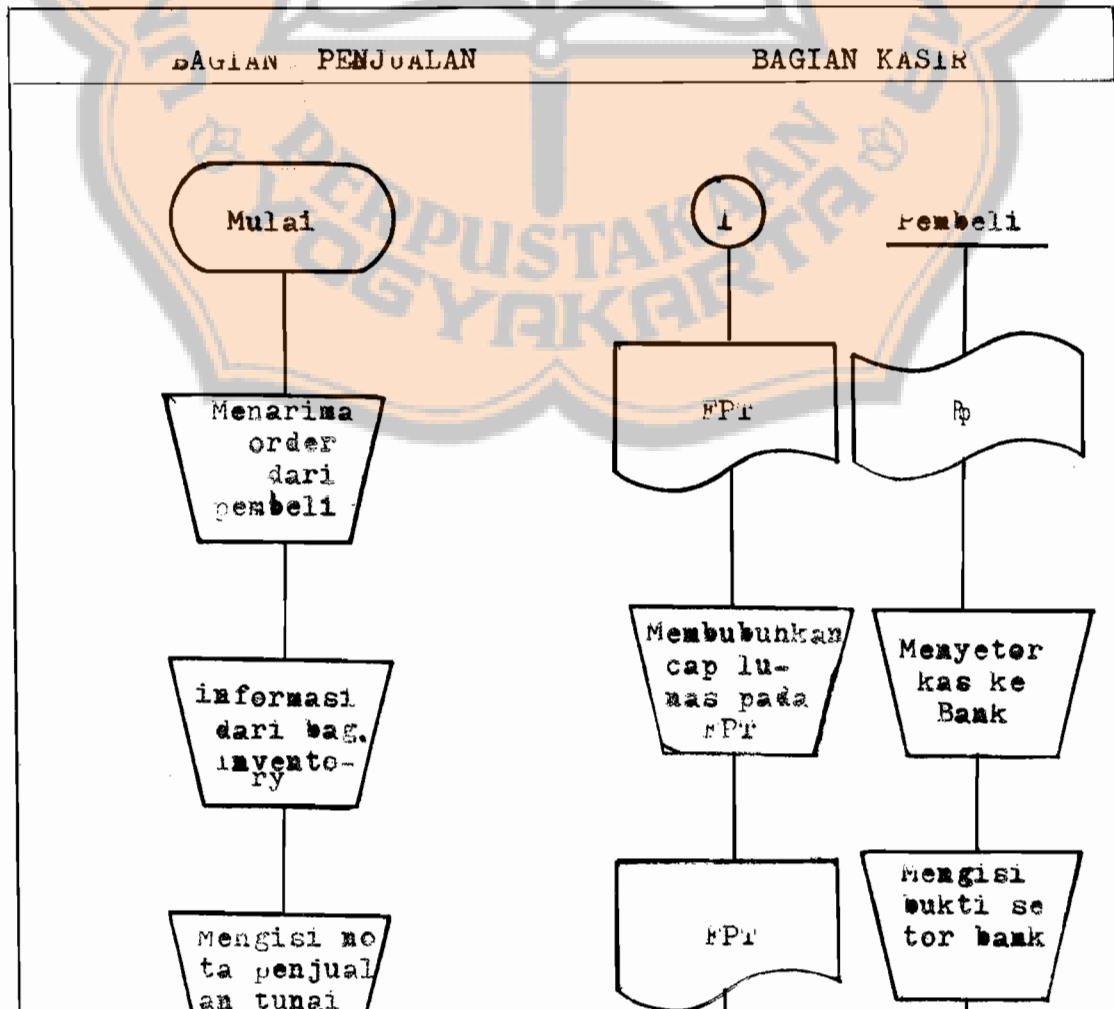 BAGIAN PENJUALAN
BAGIAN KASIR
PERPUSTAKAAN
YOGYAKARTA
Mulai
Menarima
order
dari
pembeli
informasi
dari bag.
invento-
ry
Mengisi no
ta penjual
an tunai
1
FPT
Membubuhkan
cap lu-
nas pada
FPT
FPT
Pembeli
Rp
Menyetor
kas ke
Bank
Mengisi
bukti se
tor bank